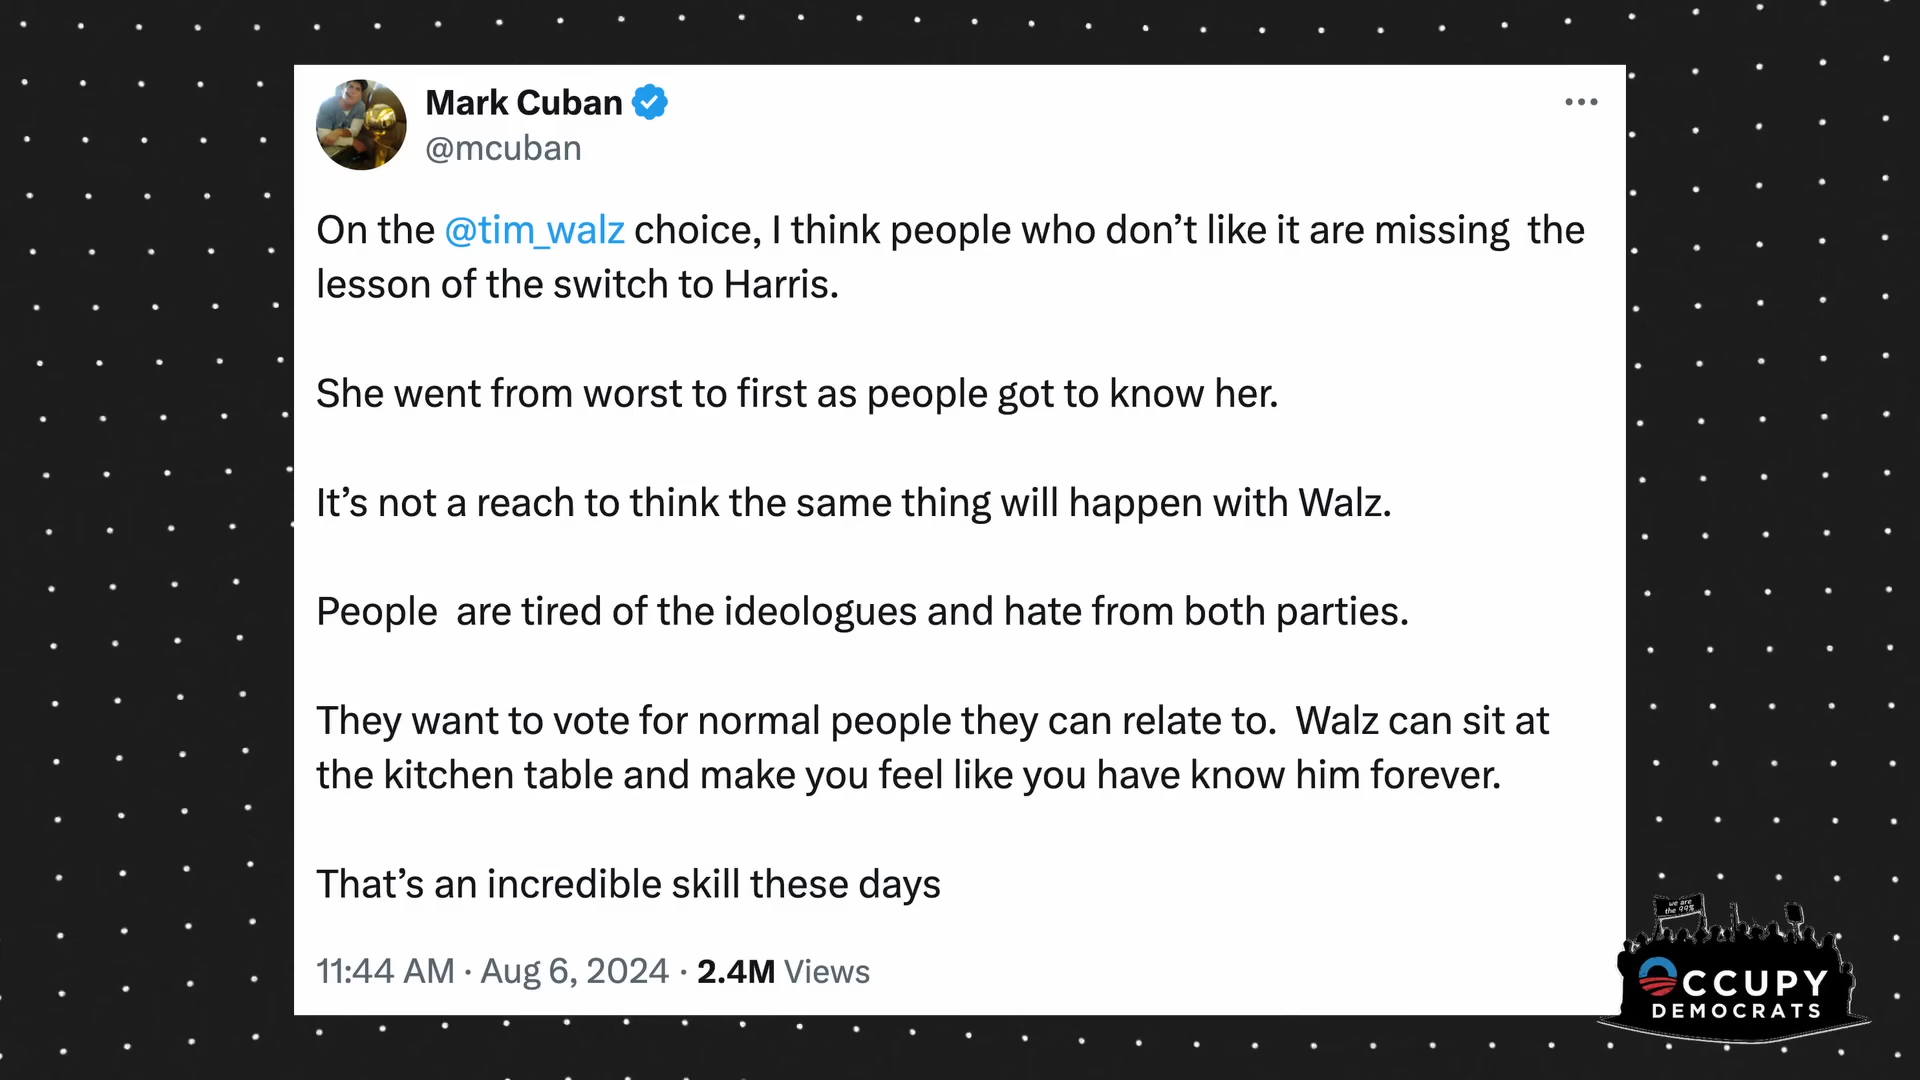 Mark Cuban
@mcuban
On the @tim_walz choice, I think people who don’t like it are missing  the
lesson of the switch to Harris.
She went from worst to first as people got to know her.
It’s not a reach to think the same thing will happen with Walz.
People  are tired of the ideologues and hate from both parties.
They want to vote for normal people they can relate to.  Walz can sit at
the kitchen table and make you feel like you have know him forever.
That’s an incredible skill these days
11:44 AM · Aug 6, 2024 · 2.4M Views
we are
the 99%
OCCUPY
DEMOCRATS